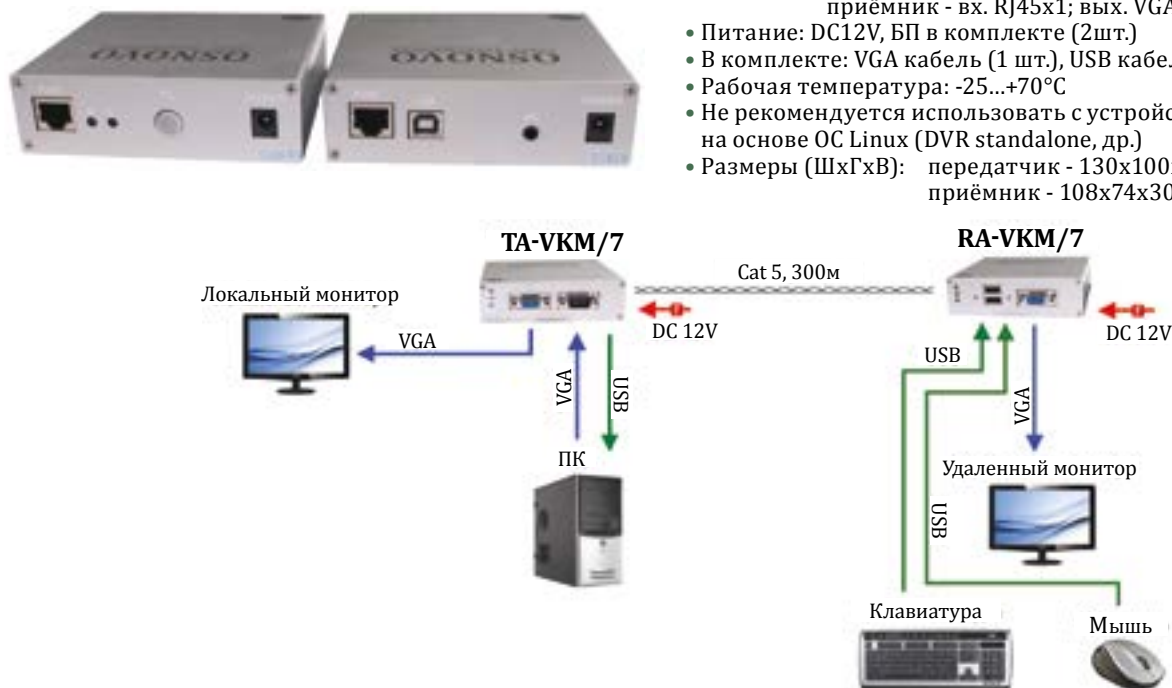 приёмник - вх. RJ45x1; вых. VGA
• Питание: DC12V, БП в комплекте (2шт.)
• В комплекте: VGA кабель (1 шт.), USB кабе
• Рабочая температура: -25...+70°C
• Не рекомендуется использовать с устройс
на основе ОС Linux (DVR standalone, др.)
• Размеры (ШхГхВ): передатчик - 130x100
приёмник - 108x74x30
OSNOVO
OSNOVO
TA-VKM/7
RA-VKM/7
Cat 5, 300м
Локальный монитор
VGA
DC 12V
DC 12V
USB
VGA
USB
VGA
ПК
Удаленный монитор
USB
Клавиатура
Мышь